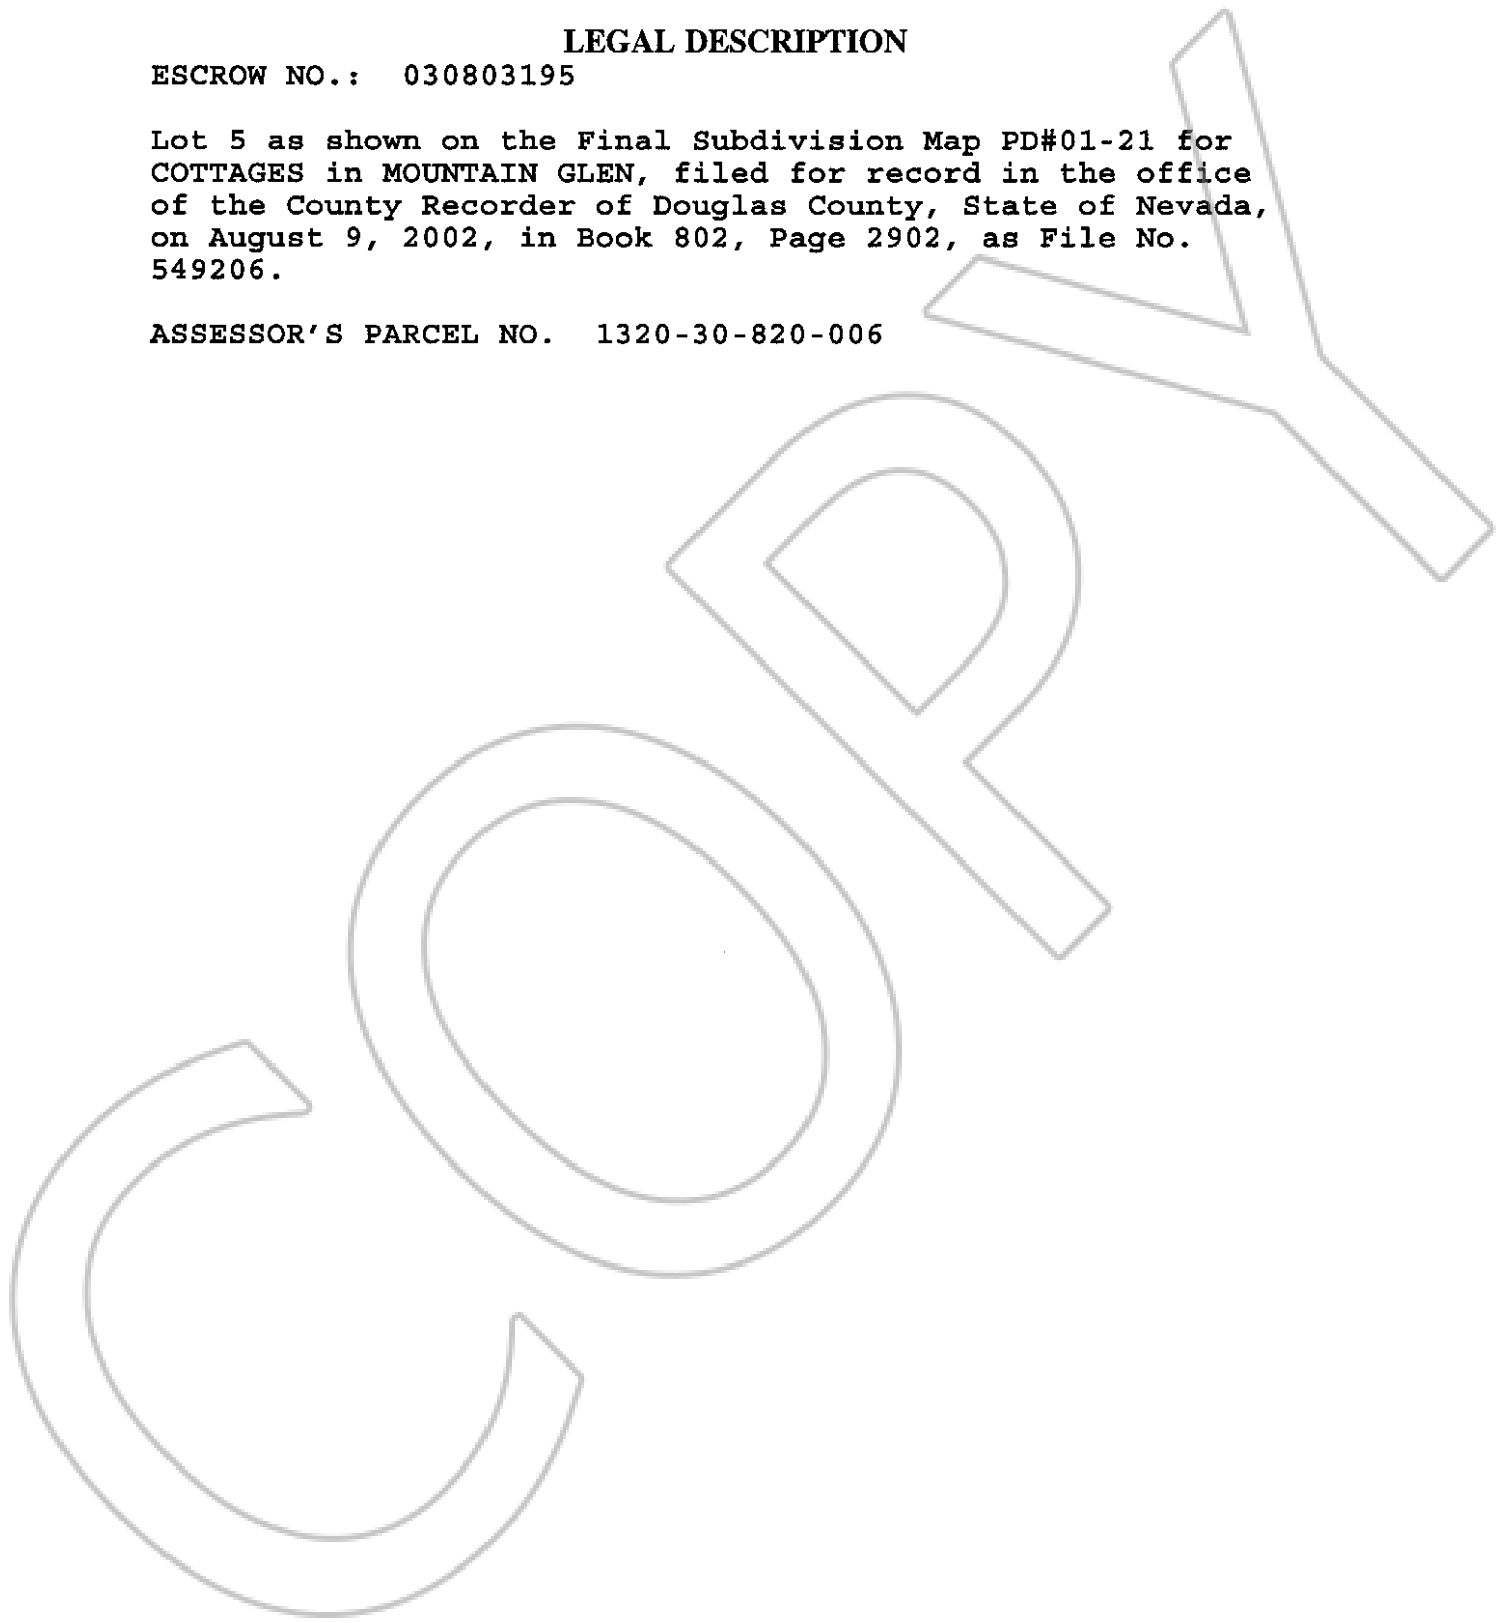 LEGAL DESCRIPTION
ESCROW NO.: 030803195
Lot 5 as shown on the Final Subdivision Map PD#01-21 for
COTTAGES in MOUNTAIN GLEN, filed for record in the office
of the County Recorder of Douglas County, State of Nevada,
on August 9, 2002, in Book 802, Page 2902, as File No.
549206.
ASSESSOR'S PARCEL NO. 1320-30-820-006
COPY